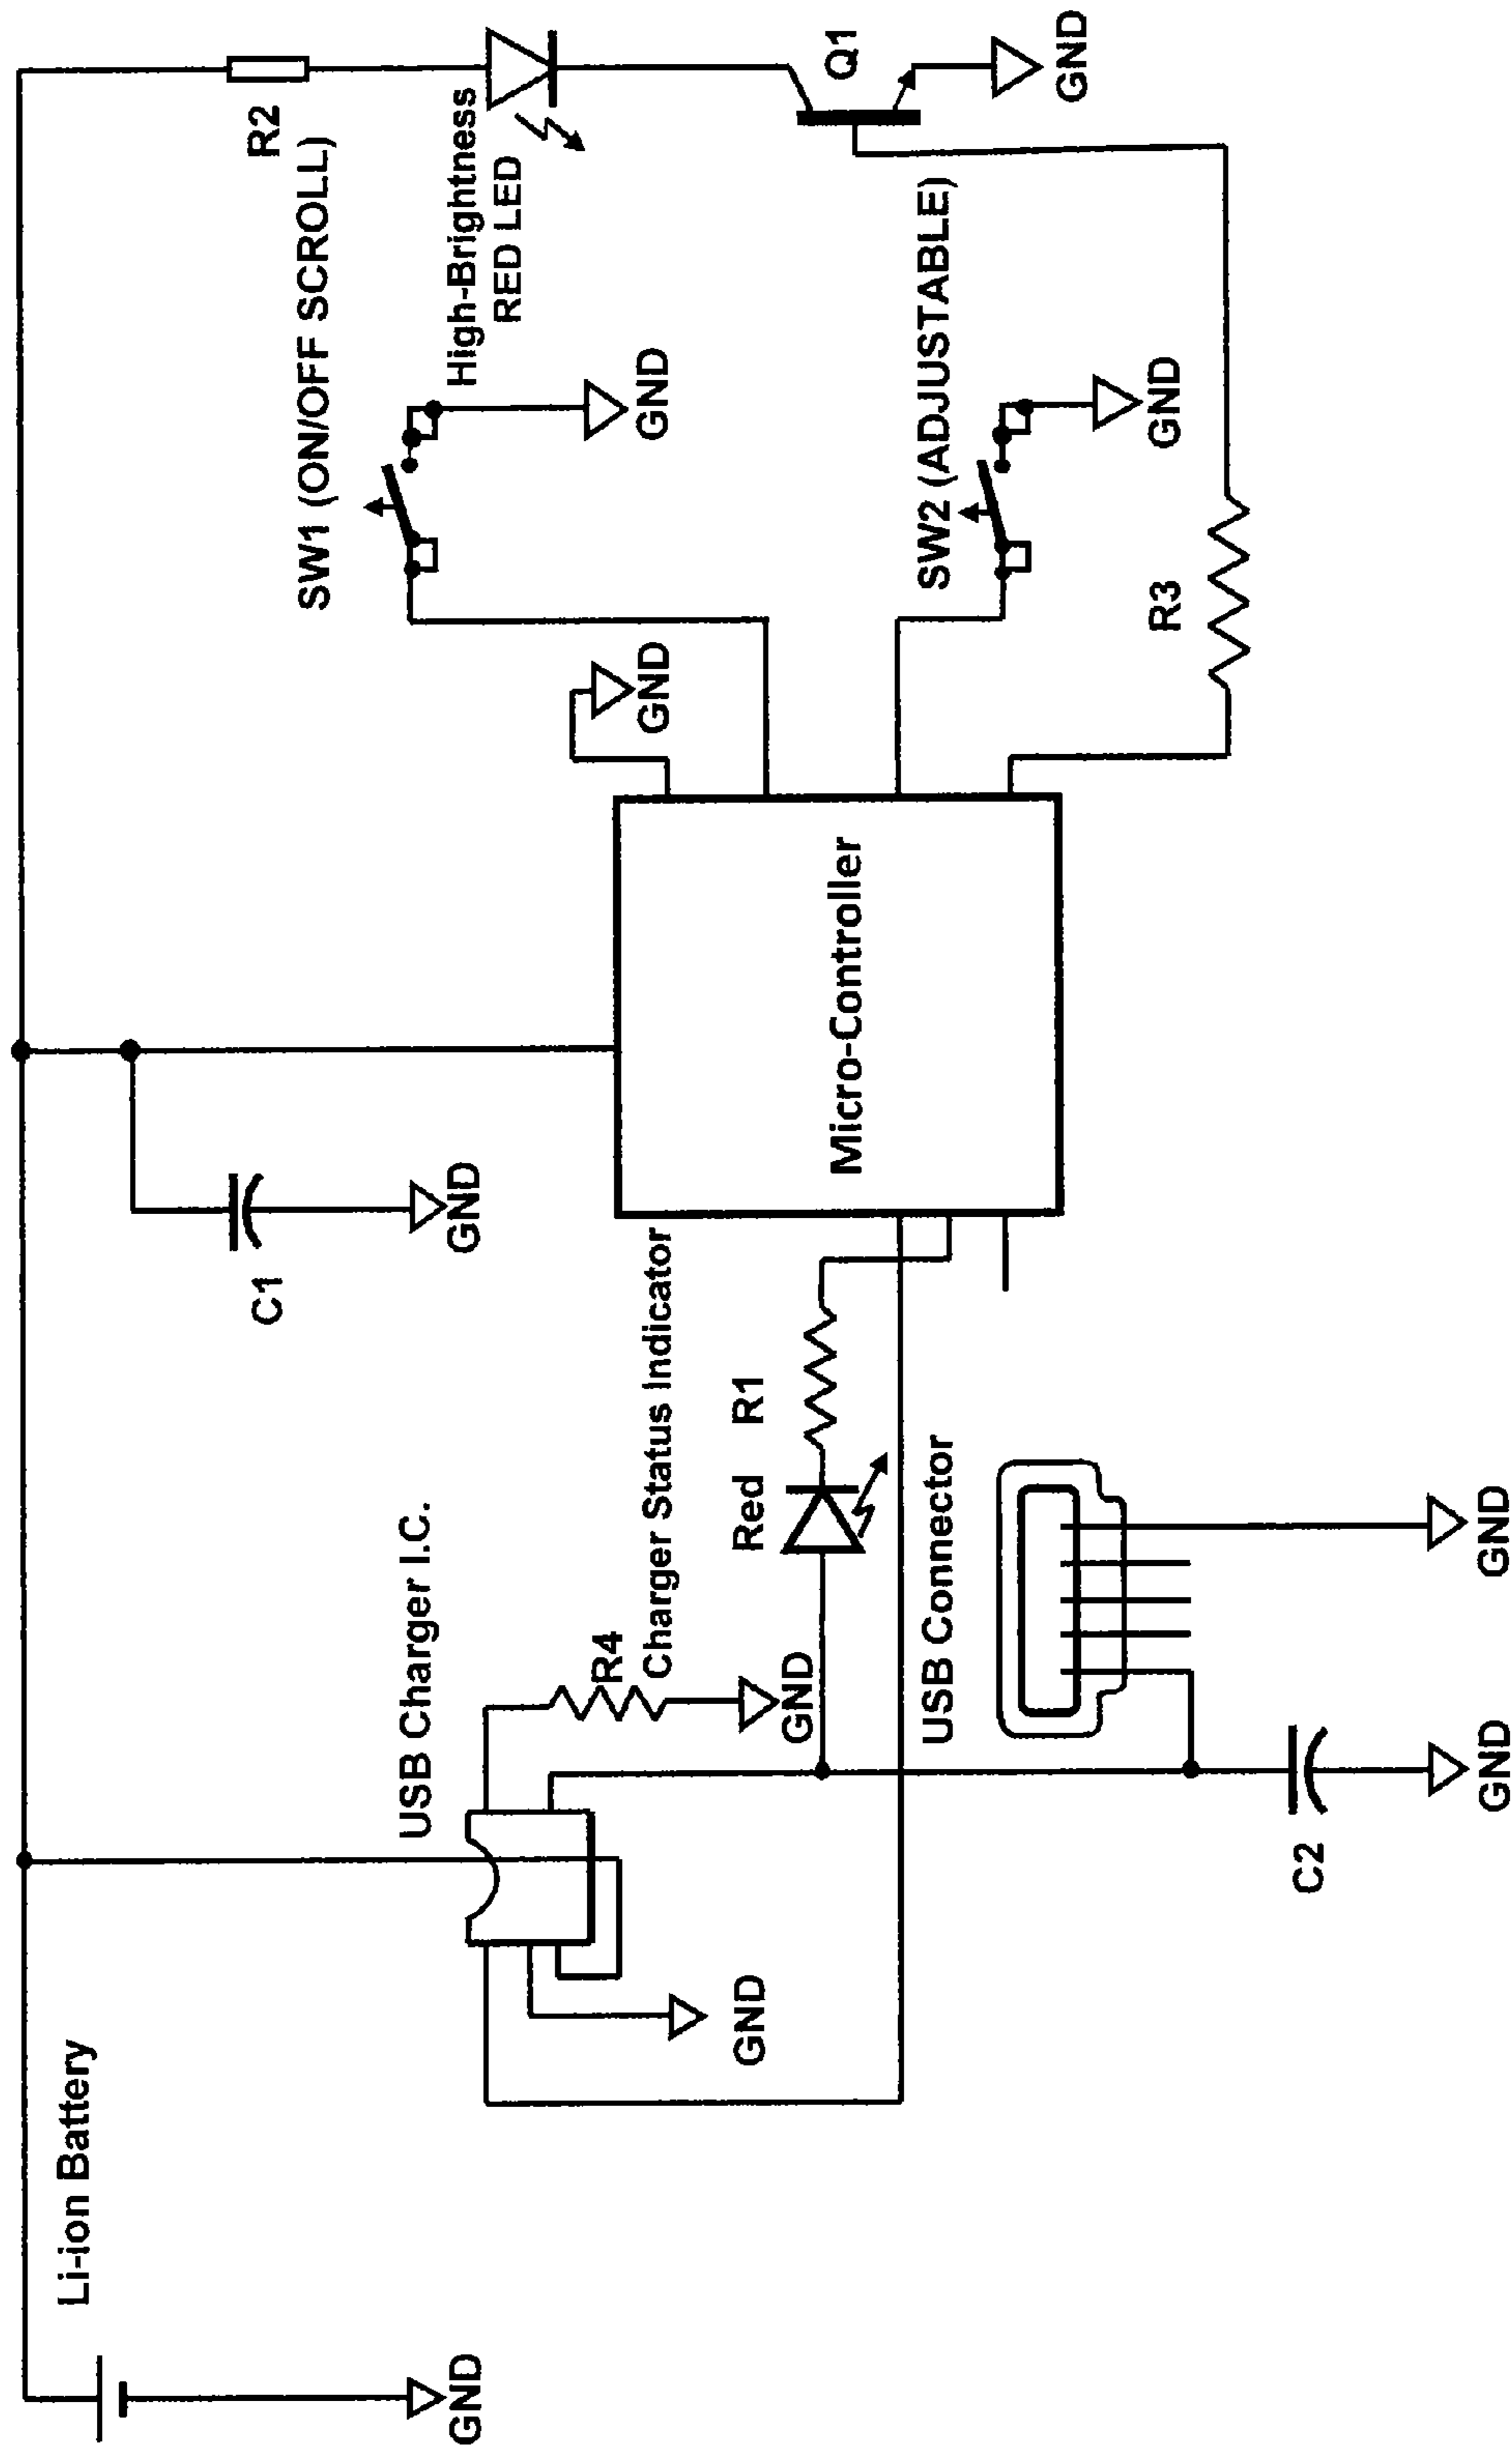 Li-ion Battery
GND
USB Charger I.C.
GND
R4
GND
Charger Status Indicator
Red R1
USB Connector
C2
GND
GND
C1
GND
Micro-Controller
GND
SW1 (ON/OFF SCROLL)
GND
SW2 (ADJUSTABLE)
GND
R3
R2
High-Brightness
RED LED
Q1
GND